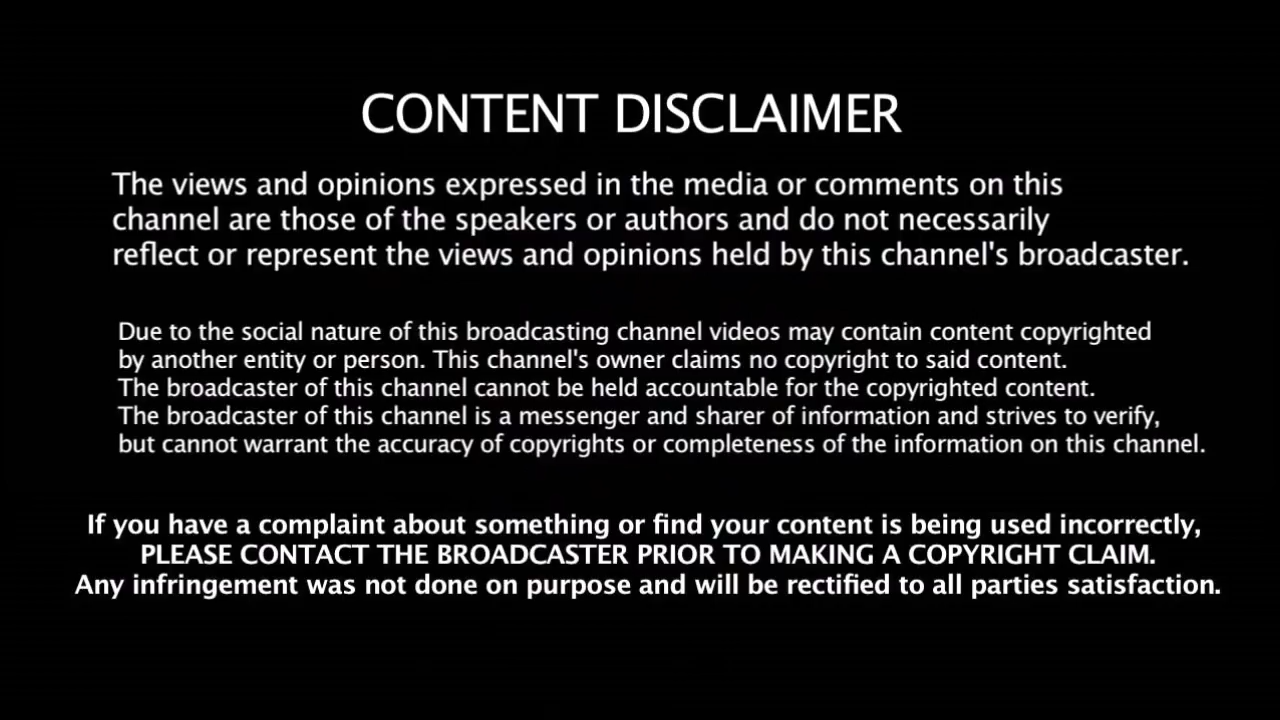 CONTENT DISCLAIMER
The views and opinions expressed in the media or comments on this
channel are those of the speakers or authors and do not necessarily
reflect or represent the views and opinions held by this channel's broadcaster.
Due to the social nature of this broadcasting channel videos may contain content copyrighted
by another entity or person. This channel's owner claims no copyright to said content.
The broadcaster of this channel cannot be held accountable for the copyrighted content.
The broadcaster of this channel is a messenger and sharer of information and strives to verify,
but cannot warrant the accuracy of copyrights or completeness of the information on this channel.
If you have a complaint about something or find your content is being used incorrectly,
PLEASE CONTACT THE BROADCASTER PRIOR TO MAKING A COPYRIGHT CLAIM.
Any infringement was not done on purpose and will be rectified to all parties satisfaction.